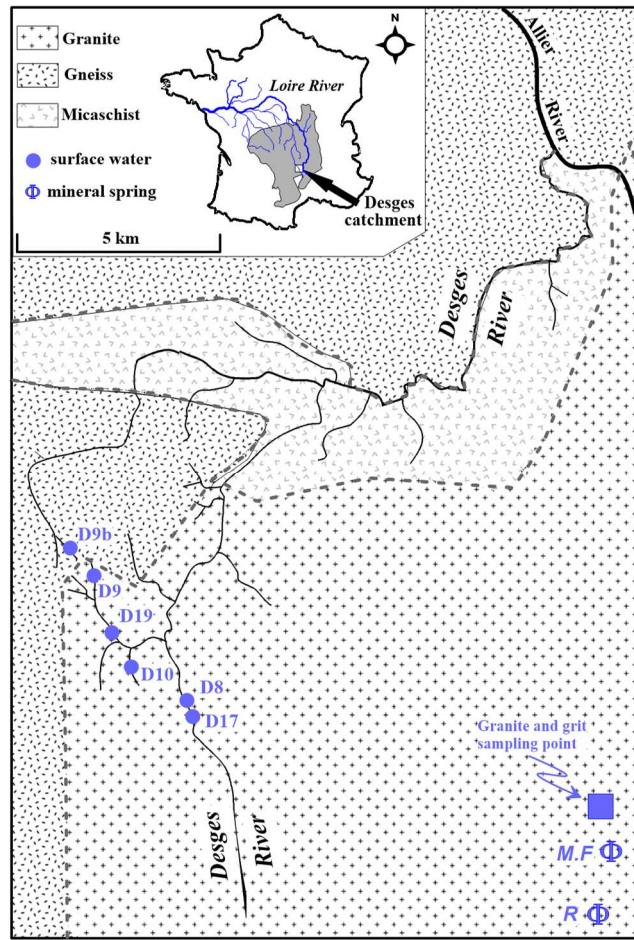 Granite
Gneiss
Micaschist
surface water
Φ mineral spring
5 km
N
Loire River
Desges
catchment
Allier
River
Desges
River
D9b
D9
D19
D10
D8
D17
Granite and grit
sampling point
M.F Φ
R Φ
Desges
River